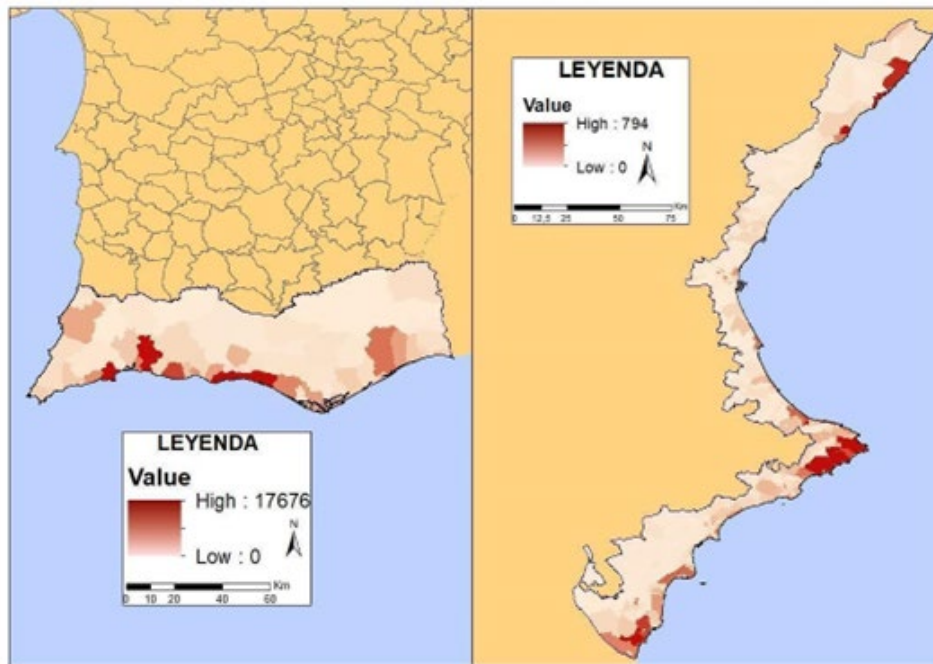 LEYENDA
Value
High : 17676
Low : 0
N
Km
0 10 20 40 60
LEYENDA
Value
High : 794
Low : 0
N
Km
0 12,5 25 50 75